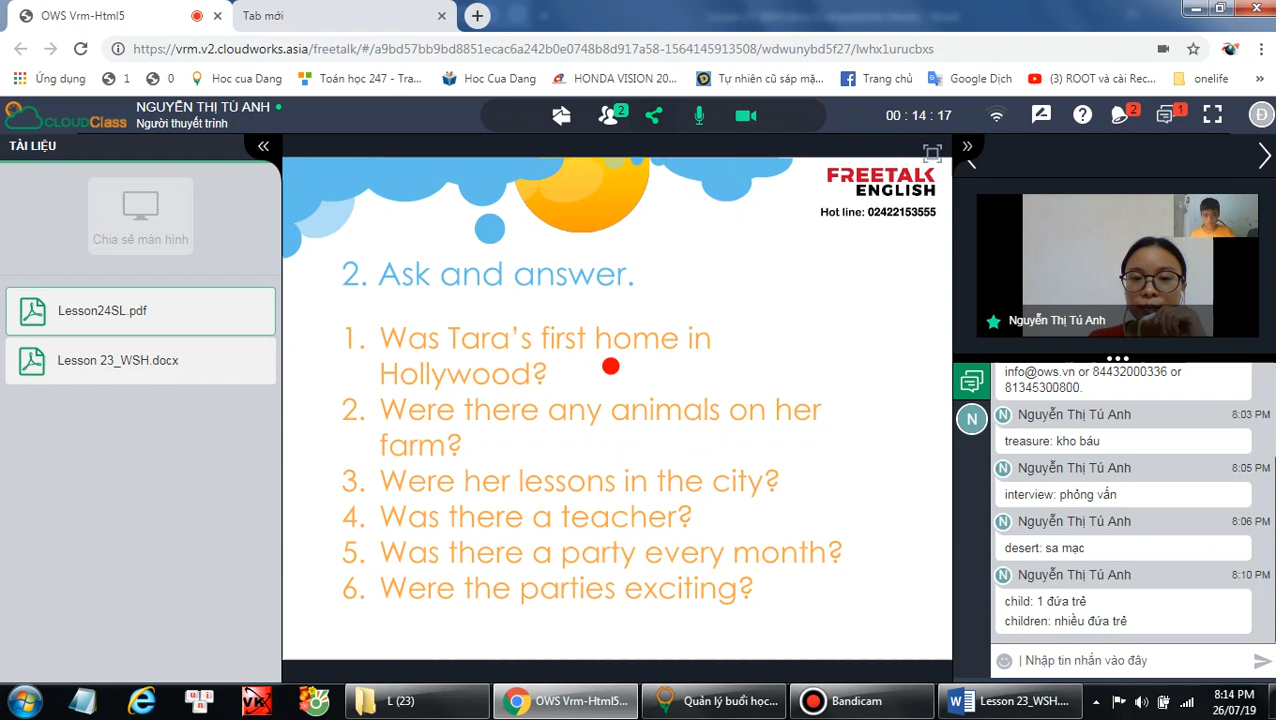 OWS Vrm-Html5
Tab mới
https://vrm.v2.cloudworks.asia/freetalk/#/a9bd57bb9bd8851ecac6a242b0e0748b8d917a58-1564145913508/wdwunybd5f27/lwhx1urucbxs
Ứng dụng
1
0
Hoc cua Dang
Toán học 247 - Tra...
Học Cua Dang
HONDA VISION 20...
Tự nhiên cũ sáp mặ...
Trang chủ
Google Dịch
(3) ROOT và cài Rec...
onelife
»
CLOUDClass
NGUYỄN THỊ TÚ ANH
Người thuyết trình
2
00 : 14 : 17
2
1
Đ
TÀI LIỆU
Chia sẻ màn hình
Lesson24SL.pdf
Lesson 23_WSH.docx
FREETALK
ENGLISH
Hot line: 02422153555
2. Ask and answer.
1. Was Tara's first home in
Hollywood?
2. Were there any animals on her
farm?
3. Were her lessons in the city?
4. Was there a teacher?
5. Was there a party every month?
6. Were the parties exciting?
Nguyễn Thị Tú Anh
info@ows.vn or 84432000336 or
81345300800.
N
N Nguyễn Thị Tú Anh 8:03 PM
treasure: kho báu
N Nguyễn Thị Tú Anh 8:05 PM
interview: phỏng vấn
N Nguyễn Thị Tú Anh 8:06 PM
desert: sa mạc
N Nguyễn Thị Tú Anh 8:10 PM
child: 1 đứa trẻ
children: nhiều đứa trẻ
Nhập tin nhắn vào đây
L (23)
OWS Vrm-Html5...
Quản lý buổi học...
Bandicam
Lesson 23_WSH....
8:14 PM
26/07/19